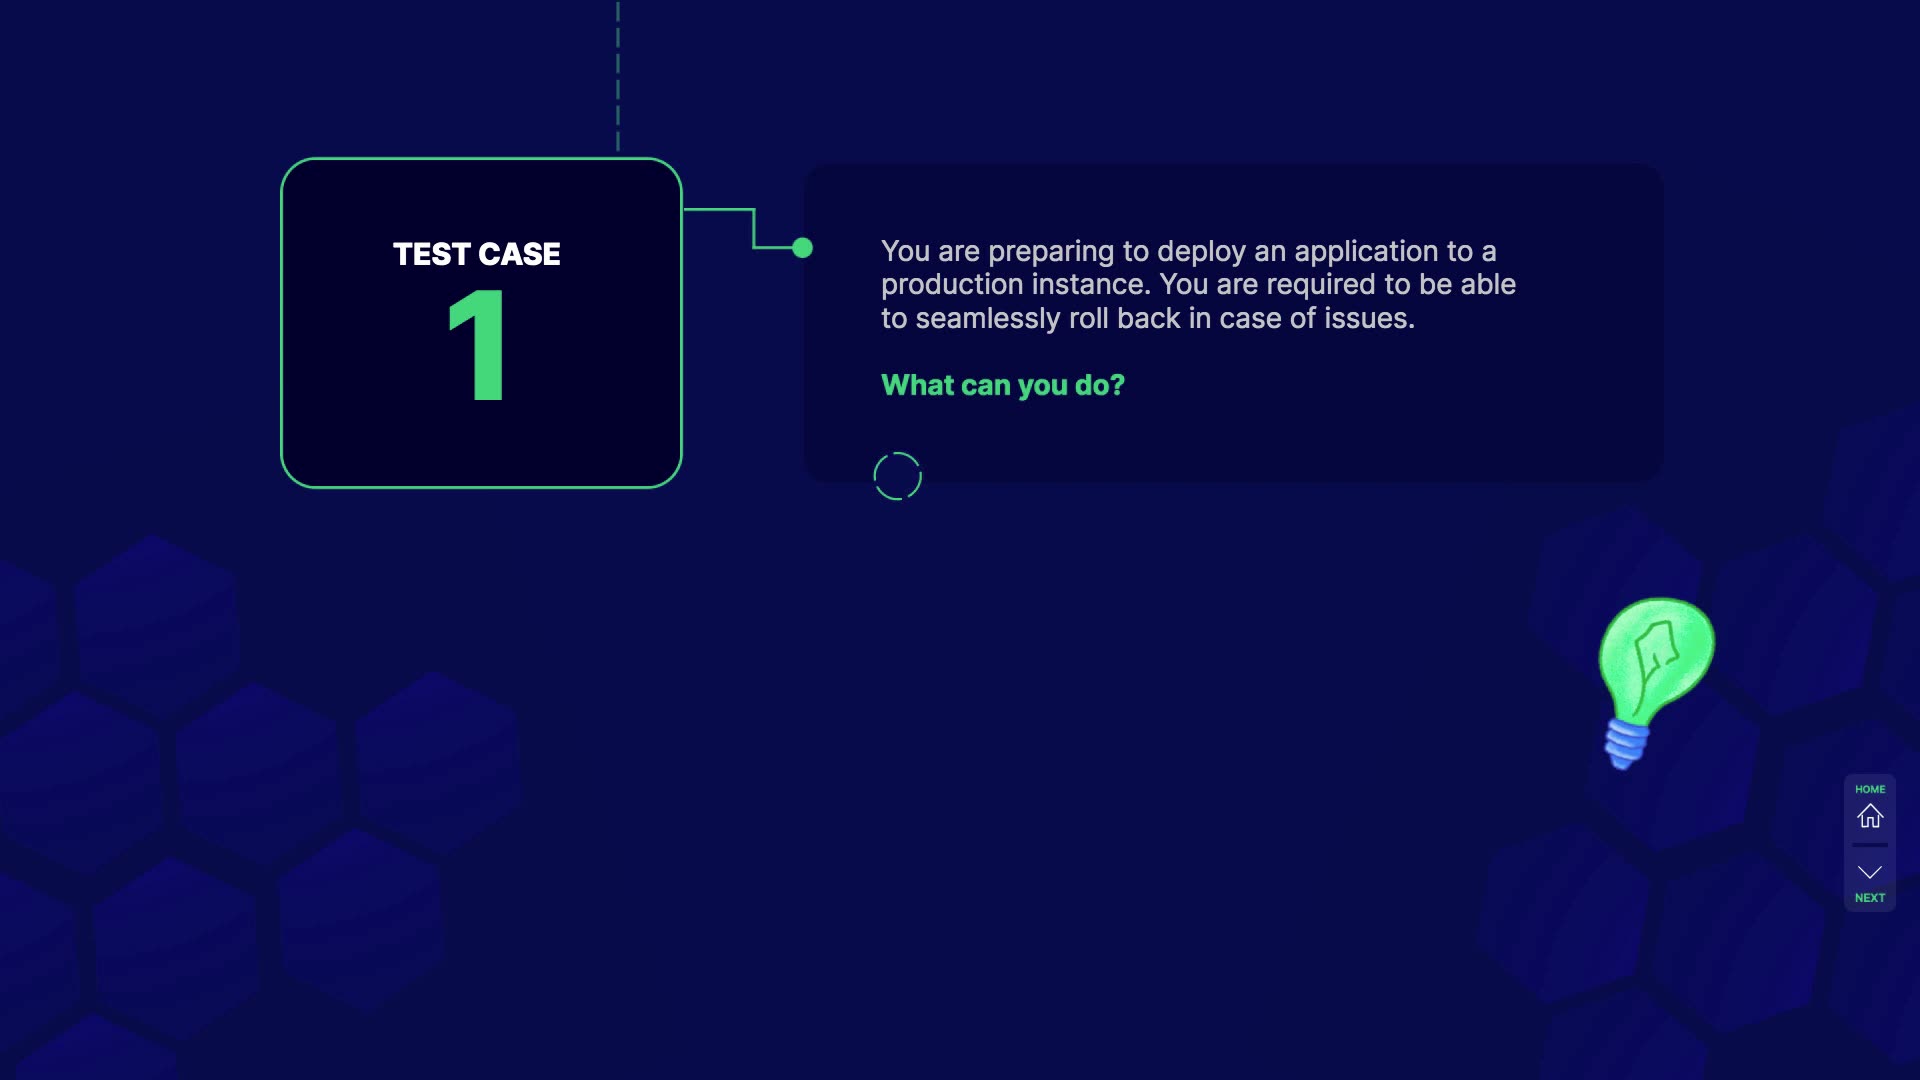 TEST CASE
1
You are preparing to deploy an application to a
production instance. You are required to be able
to seamlessly roll back in case of issues.
What can you do?
HOME
NEXT